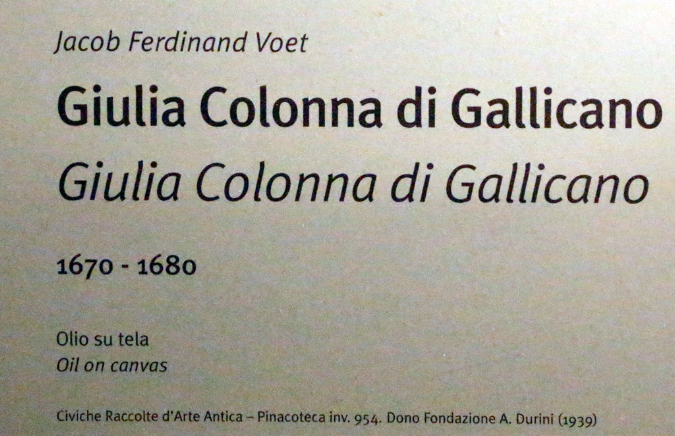 Jacob Ferdinand Voet
Giulia Colonna di Gallicano
Giulia Colonna di Gallicano
1670 - 1680
Olio su tela
Oil on canvas
Civiche Raccolte d'Arte Antica – Pinacoteca inv. 954. Dono Fondazione A. Durini (1939)